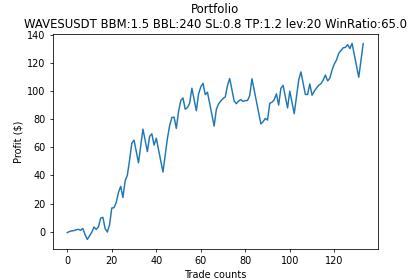 Portfolio
WAVESUSDT BBM:1.5 BBL:240 SL:0.8 TP:1.2 lev:20 WinRatio:65.0
140
120
100
80
60
40
20
0
Profit ($)
0 20 40 60 80 100 120
Trade counts